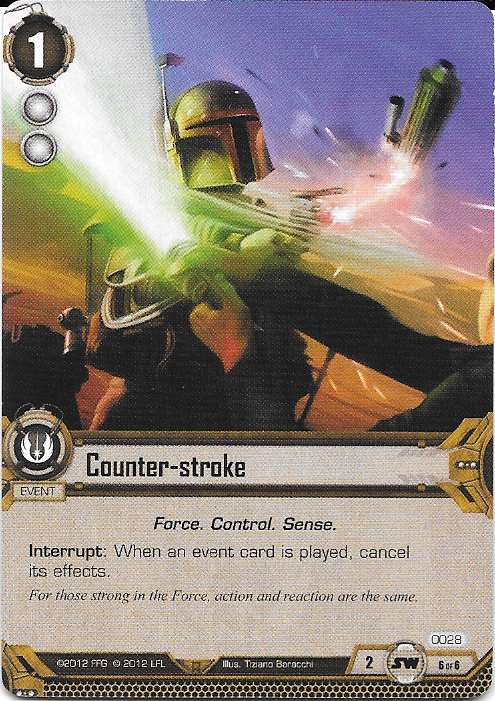 1
Counter-stroke
EVENT
Force. Control. Sense.
Interrupt: When an event card is played, cancel
its effects.
For those strong in the Force, action and reaction are the same.
0028
©2012 FFG © 2012 LFL Illus. Tiziano Baracchi 2 SW 6 OF 6